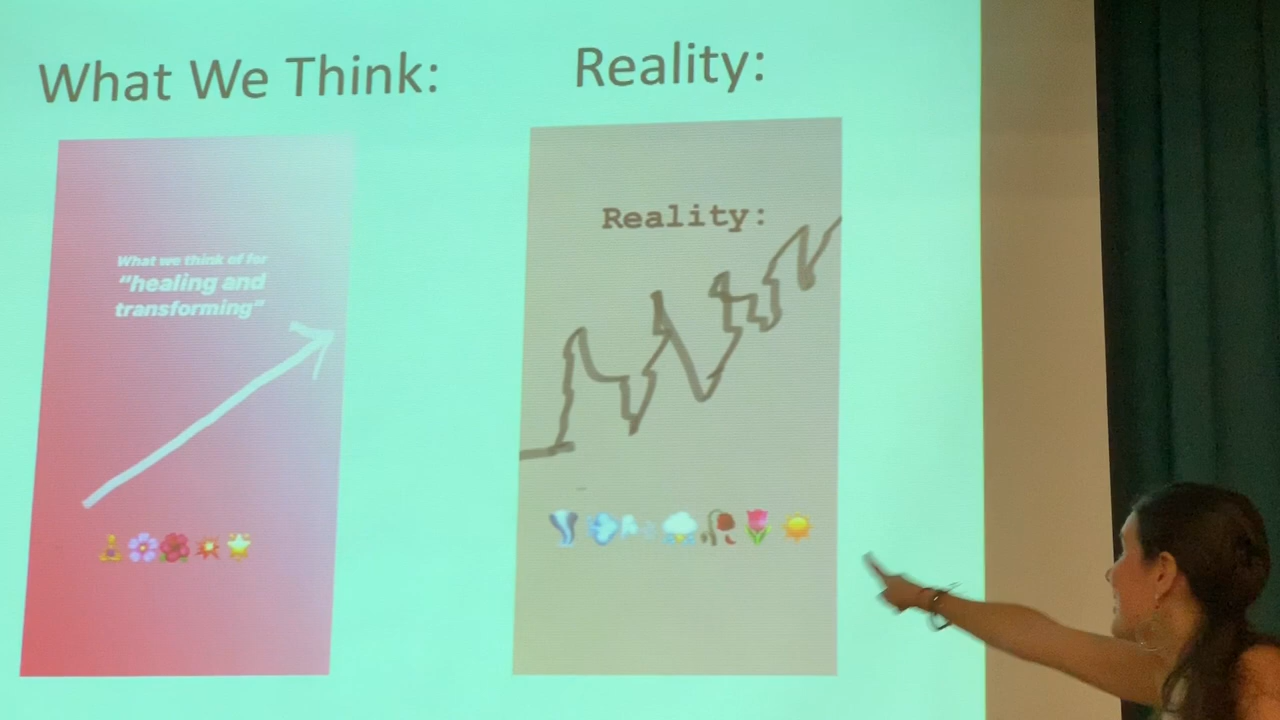 What We Think:
What we think of for
"healing and
transforming"
Reality:
Reality: